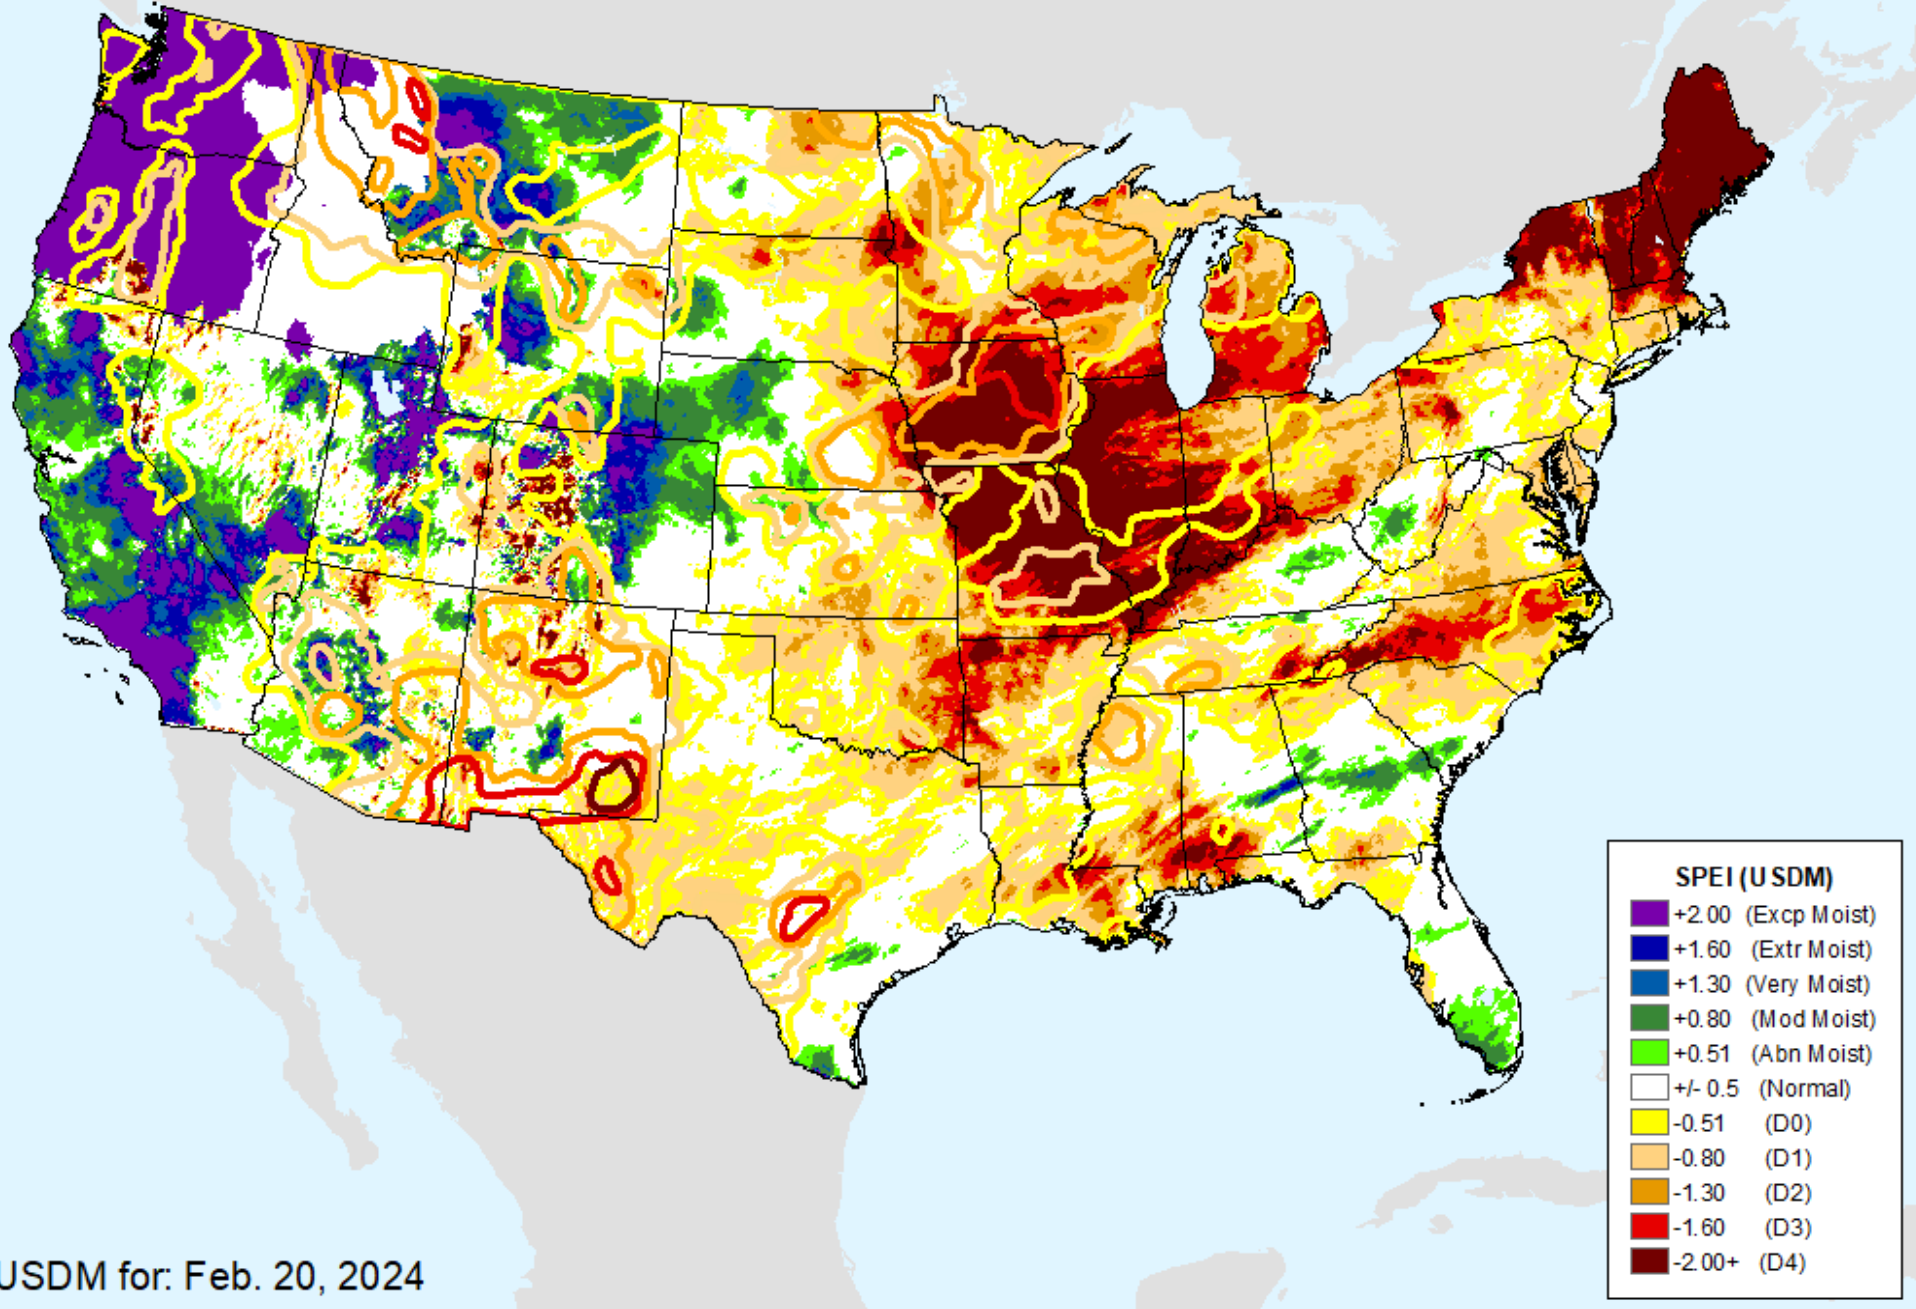 SPEI (USDM)
+2.00 (Excp Moist)
+1.60 (Extr Moist)
+1.30 (Very Moist)
+0.80 (Mod Moist)
+0.51 (Abn Moist)
+/- 0.5 (Normal)
-0.51 (D0)
-0.80 (D1)
-1.30 (D2)
-1.60 (D3)
-2.00+ (D4)
USDM for: Feb. 20, 2024